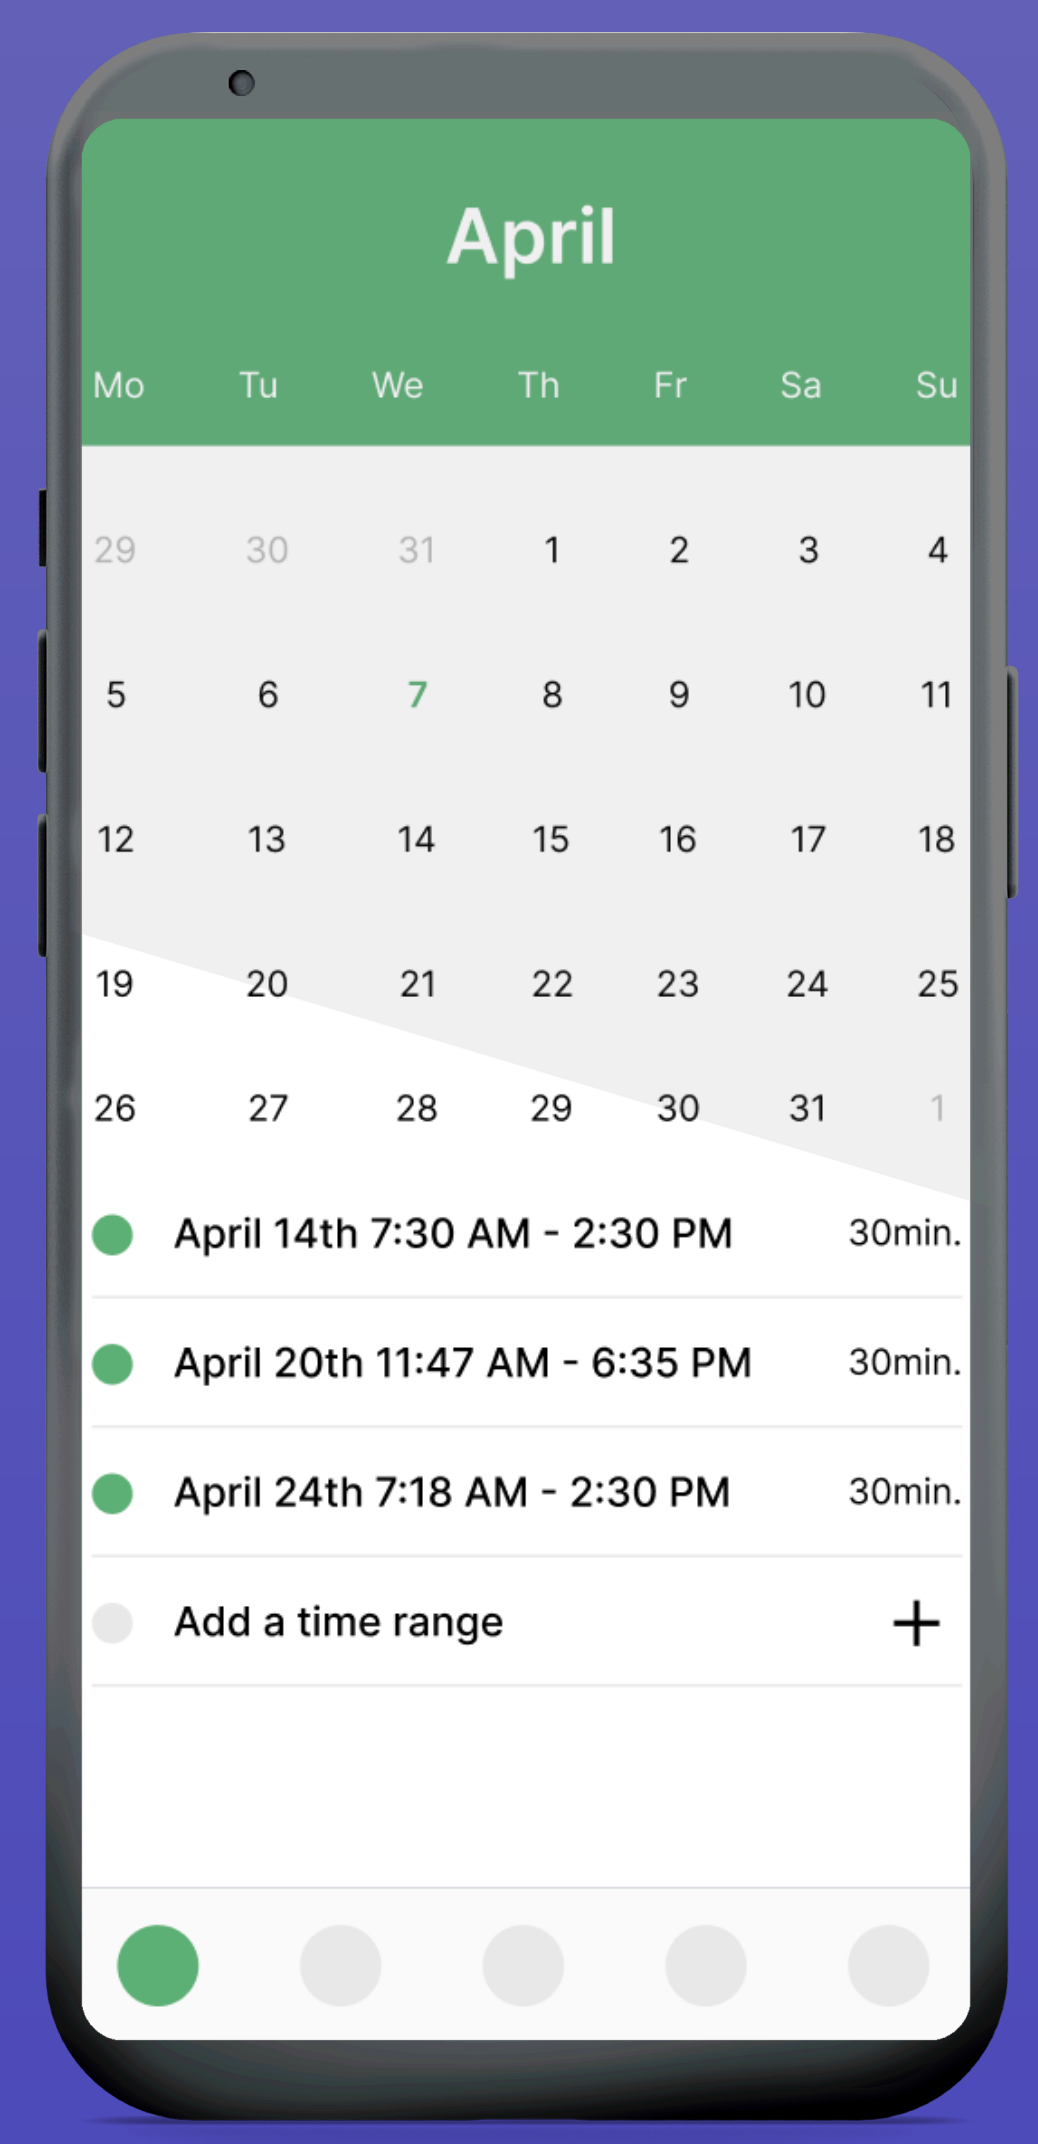 April
Mo Tu We Th Fr Sa Su
29 30 31 1 2 3 4
5 6 7 8 9 10 11
12 13 14 15 16 17 18
19 20 21 22 23 24 25
26 27 28 29 30 31 1
April 14th 7:30 AM - 2:30 PM 30min.
April 20th 11:47 AM - 6:35 PM 30min.
April 24th 7:18 AM - 2:30 PM 30min.
Add a time range +